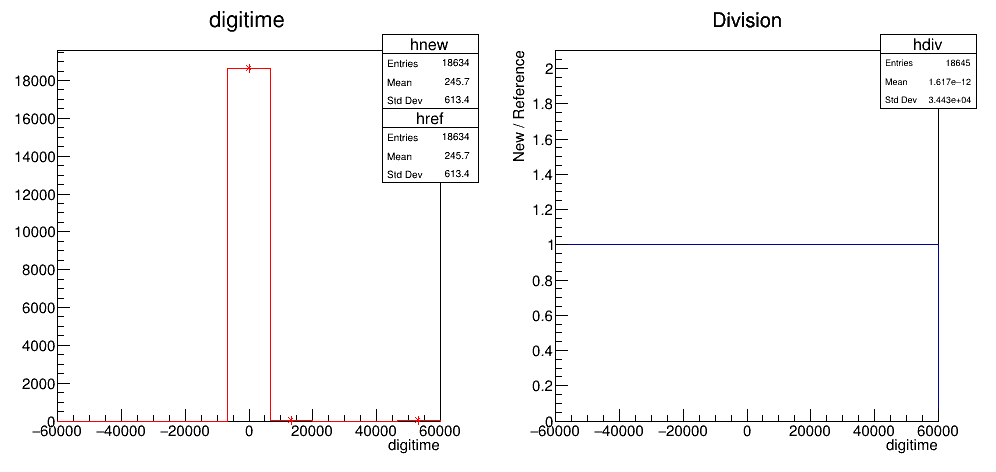 digitime
hnew
Entries 18634
Mean 245.7
Std Dev 613.4
href
Entries 18634
Mean 245.7
Std Dev 613.4
18000
16000
14000
12000
10000
8000
6000
4000
2000
0
−60000 −40000 −20000 0 20000 40000 60000
digitime
Division
hdiv
Entries 18645
Mean 1.617e−12
Std Dev 3.443e+04
New / Reference
2
1.8
1.6
1.4
1.2
1
0.8
0.6
0.4
0.2
0
−60000 −40000 −20000 0 20000 40000 60000
digitime